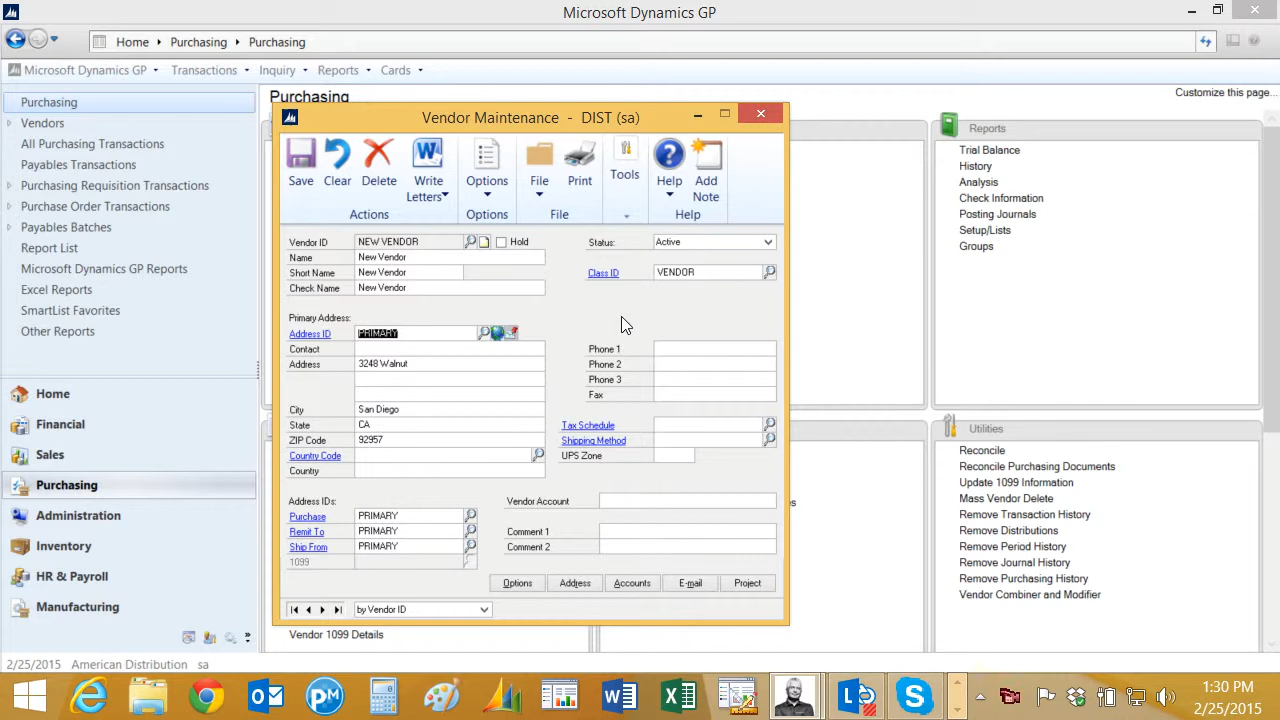 Microsoft Dynamics GP
Home Purchasing Purchasing
Microsoft Dynamics GP Transactions Inquiry Reports Cards
Customize this page...
Purchasing
Vendors
All Purchasing Transactions
Payables Transactions
Purchasing Requisition Transactions
Purchase Order Transactions
Payables Batches
Report List
Microsoft Dynamics GP Reports
Excel Reports
SmartList Favorites
Other Reports
Home
Financial
Sales
Purchasing
Administration
Inventory
HR & Payroll
Manufacturing
Purchasing
Vendor Maintenance - DIST (sa)
Save Clear Delete Write Letters Options File Print Tools Help Add Note
Actions Options File Help
Vendor ID NEW VENDOR Hold Status: Active
Name New Vendor
Short Name New Vendor Class ID VENDOR
Check Name New Vendor
Primary Address:
Address ID PRIMARY
Contact Phone 1
Address 3248 Walnut Phone 2
Phone 3
Fax
City San Diego
State CA Tax Schedule
ZIP Code 92957 Shipping Method
Country Code UPS Zone
Country
Address IDs: Vendor Account
Purchase PRIMARY
Remit To PRIMARY Comment 1
Ship From PRIMARY Comment 2
1099
Options Address Accounts E-mail Project
by Vendor ID
Vendor 1099 Details
Reports
Trial Balance
History
Analysis
Check Information
Posting Journals
Setup/Lists
Groups
Utilities
Reconcile
Reconcile Purchasing Documents
Update 1099 Information
Mass Vendor Delete
Remove Transaction History
Remove Distributions
Remove Period History
Remove Journal History
Remove Purchasing History
Vendor Combiner and Modifier
2/25/2015 American Distribution sa
1:30 PM
2/25/2015